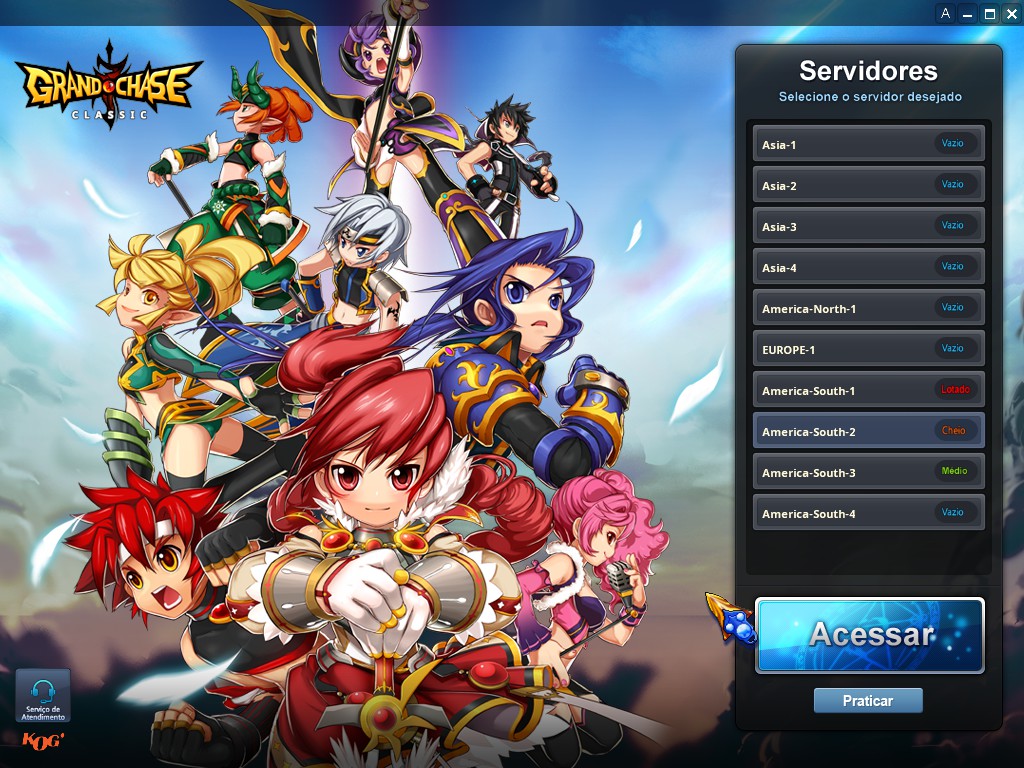 A
GRAND CHASE
CLASSIC
Servidores
Selecione o servidor desejado
Asia-1 Vazio
Asia-2 Vazio
Asia-3 Vazio
Asia-4 Vazio
America-North-1 Vazio
EUROPE-1 Vazio
America-South-1 Lotado
America-South-2 Cheio
America-South-3 Médio
America-South-4 Vazio
Acessar
Praticar
Serviço de
Atendimento
KOG